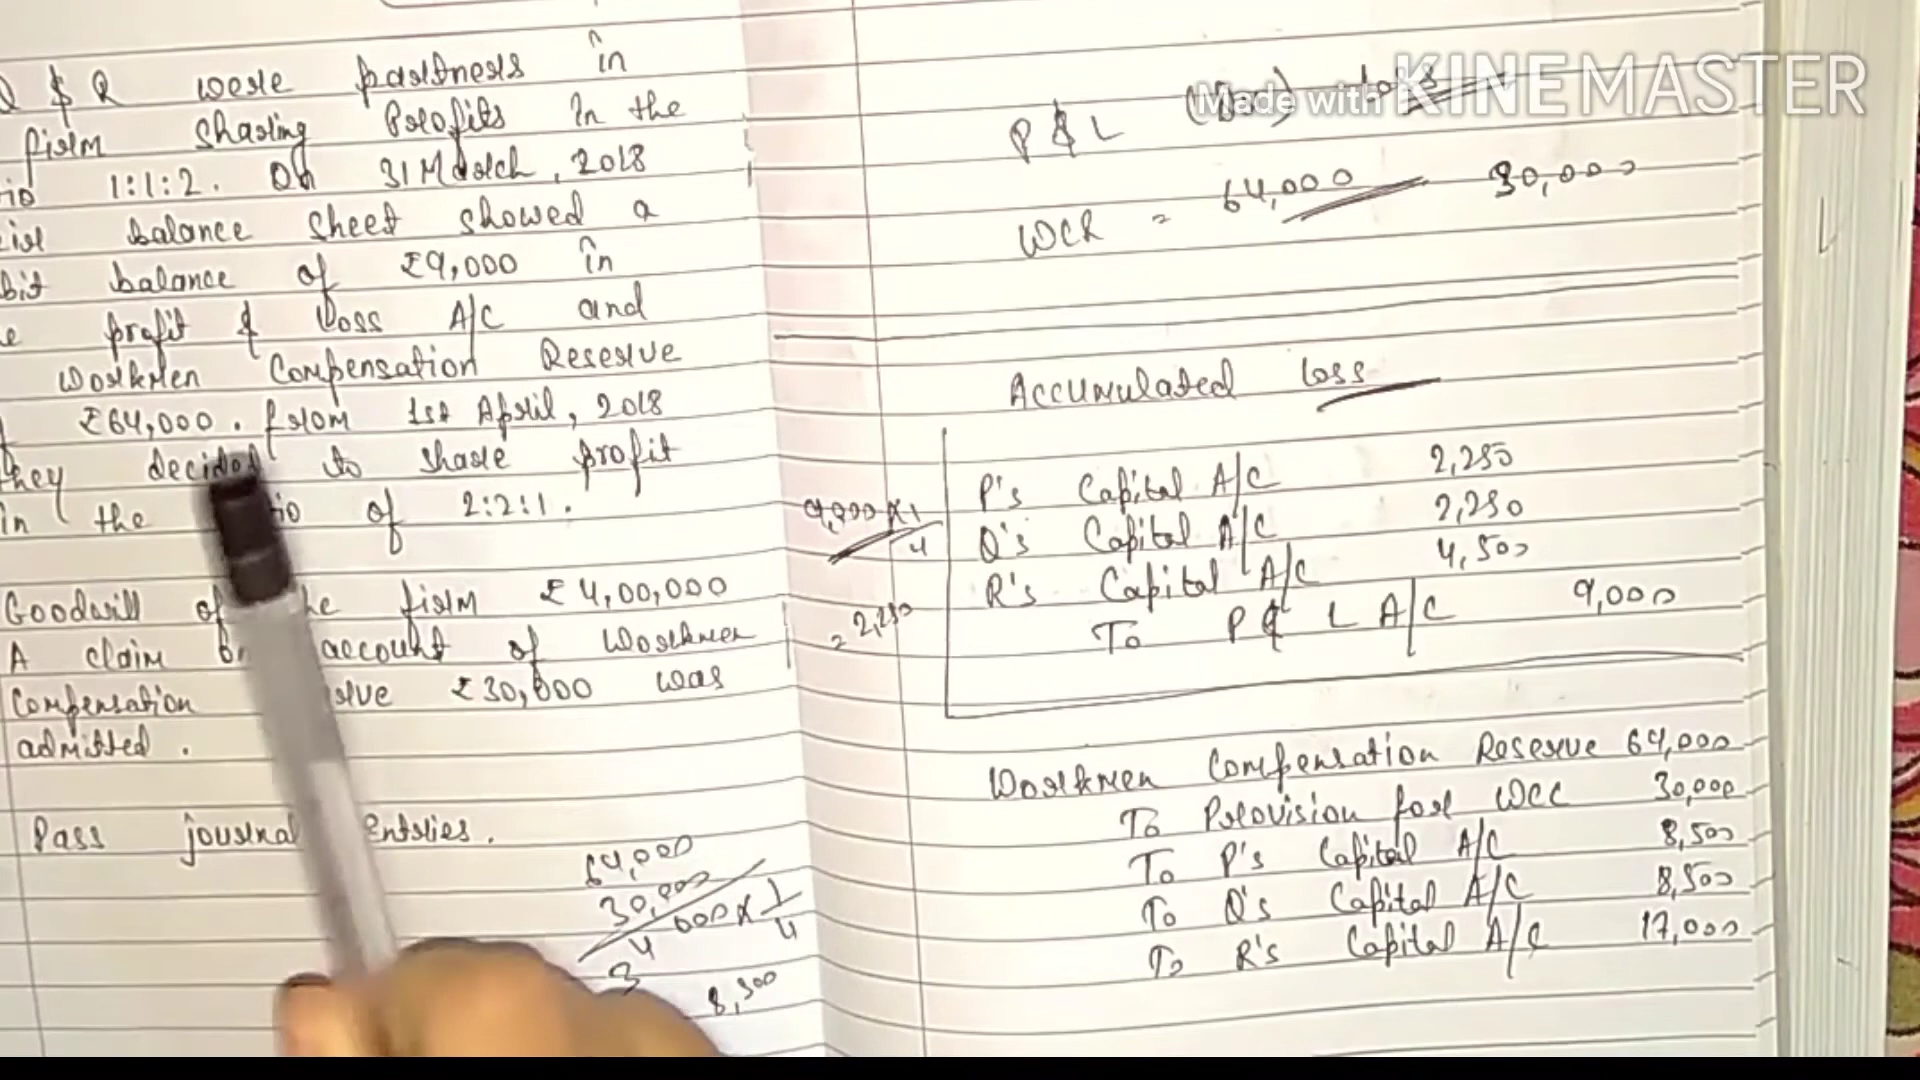 & R were partners in
firm sharing Profits in the
1:1:2. On 31 March, 2018
balance sheet showed a
balance of ₹9,000 in
profit & Loss A/C and
Workmen Compensation Reserve
₹64,000. from 1st April, 2018
they decided to share profit
in the of 2:2:1.
Goodwill of firm ₹4,00,000
A claim account of Workmen
Compensation ₹30,000 was
admitted.
Pass journal Entries.
64,000
30,000
000 × 1/4
8,500
Made with KINEMASTER
P & L loss
WCR = 64,000 30,000
Accumulated loss
9,000 × 1/4
= 2,250
P's Capital A/C 2,250
Q's Capital A/C 2,250
R's Capital A/C 4,500
To P & L A/C 9,000
Workmen Compensation Reserve 64,000
To Provision for WCC 30,000
To P's Capital A/C 8,500
To Q's Capital A/C 8,500
To R's Capital A/C 17,000